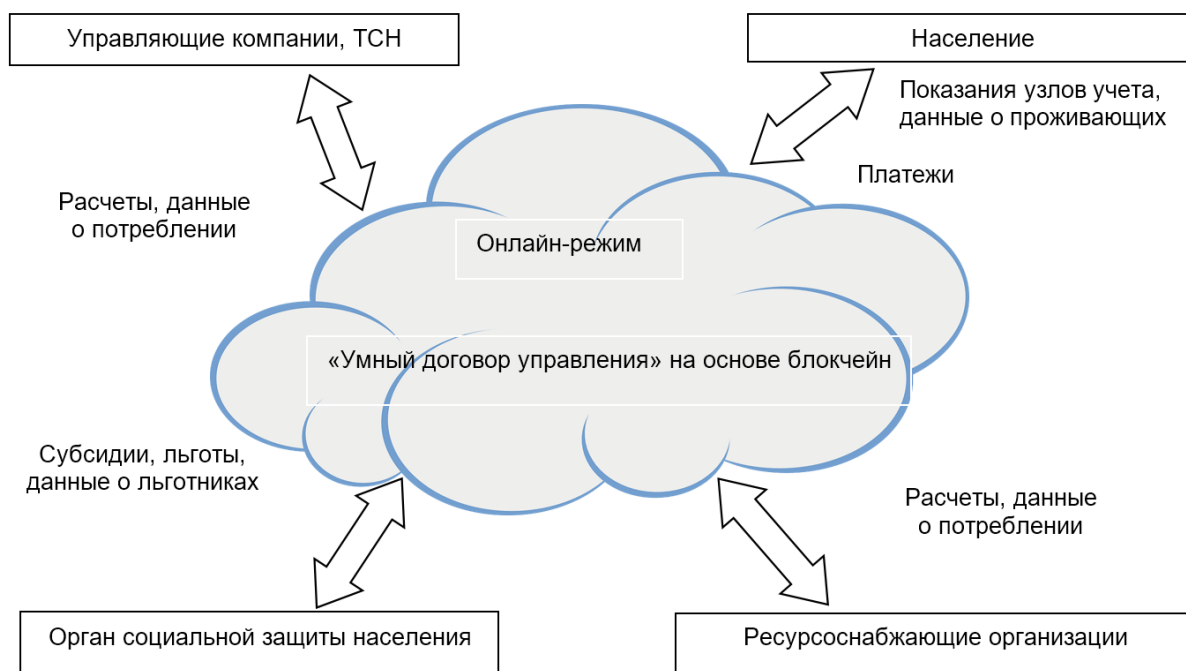 Управляющие компании, ТСН
Население
Показания узлов учета,
данные о проживающих
Платежи
Расчеты, данные
о потреблении
Онлайн-режим
«Умный договор управления» на основе блокчейн
Субсидии, льготы,
данные о льготниках
Расчеты, данные
о потреблении
Орган социальной защиты населения
Ресурсоснабжающие организации